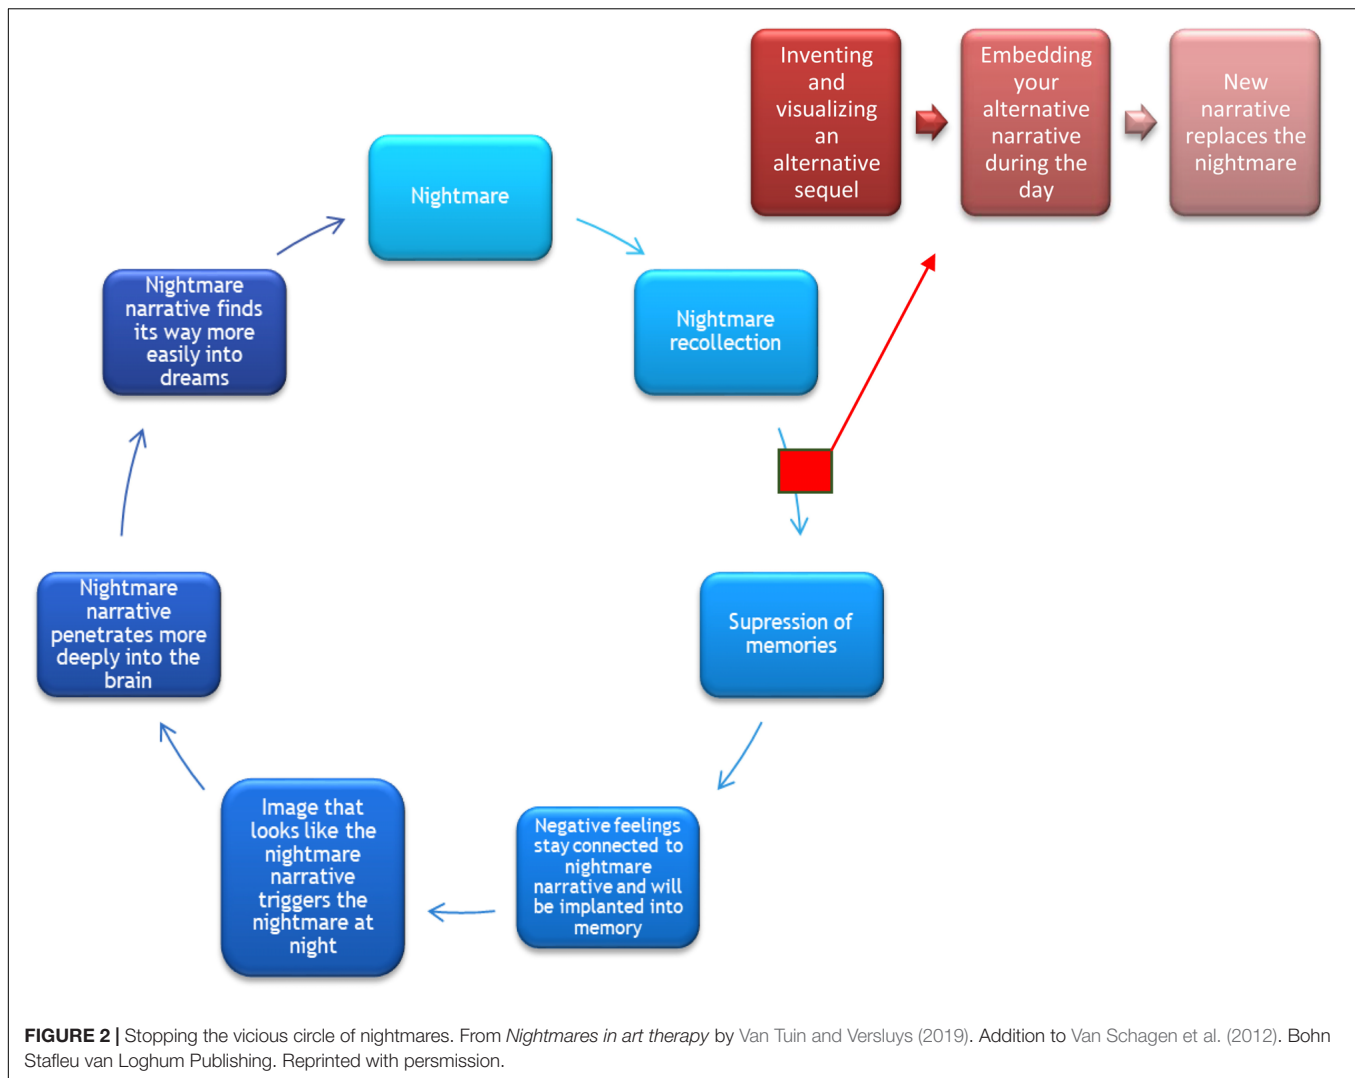 Inventing
and
visualizing
an
alternative
sequel
Embedding
your
alternative
narrative
during the
day
New
narrative
replaces the
nightmare
Nightmare
Nightmare
recollection
Supression of
memories
Negative feelings
stay connected to
nightmare
narrative and will
be implanted into
memory
Image that
looks like the
nightmare
narrative
triggers the
nightmare at
night
Nightmare
narrative
penetrates more
deeply into the
brain
Nightmare
narrative finds
its way more
easily into
dreams
FIGURE 2 | Stopping the vicious circle of nightmares. From Nightmares in art therapy by Van Tuin and Versluys (2019). Addition to Van Schagen et al. (2012). Bohn
Stafleu van Loghum Publishing. Reprinted with persmission.